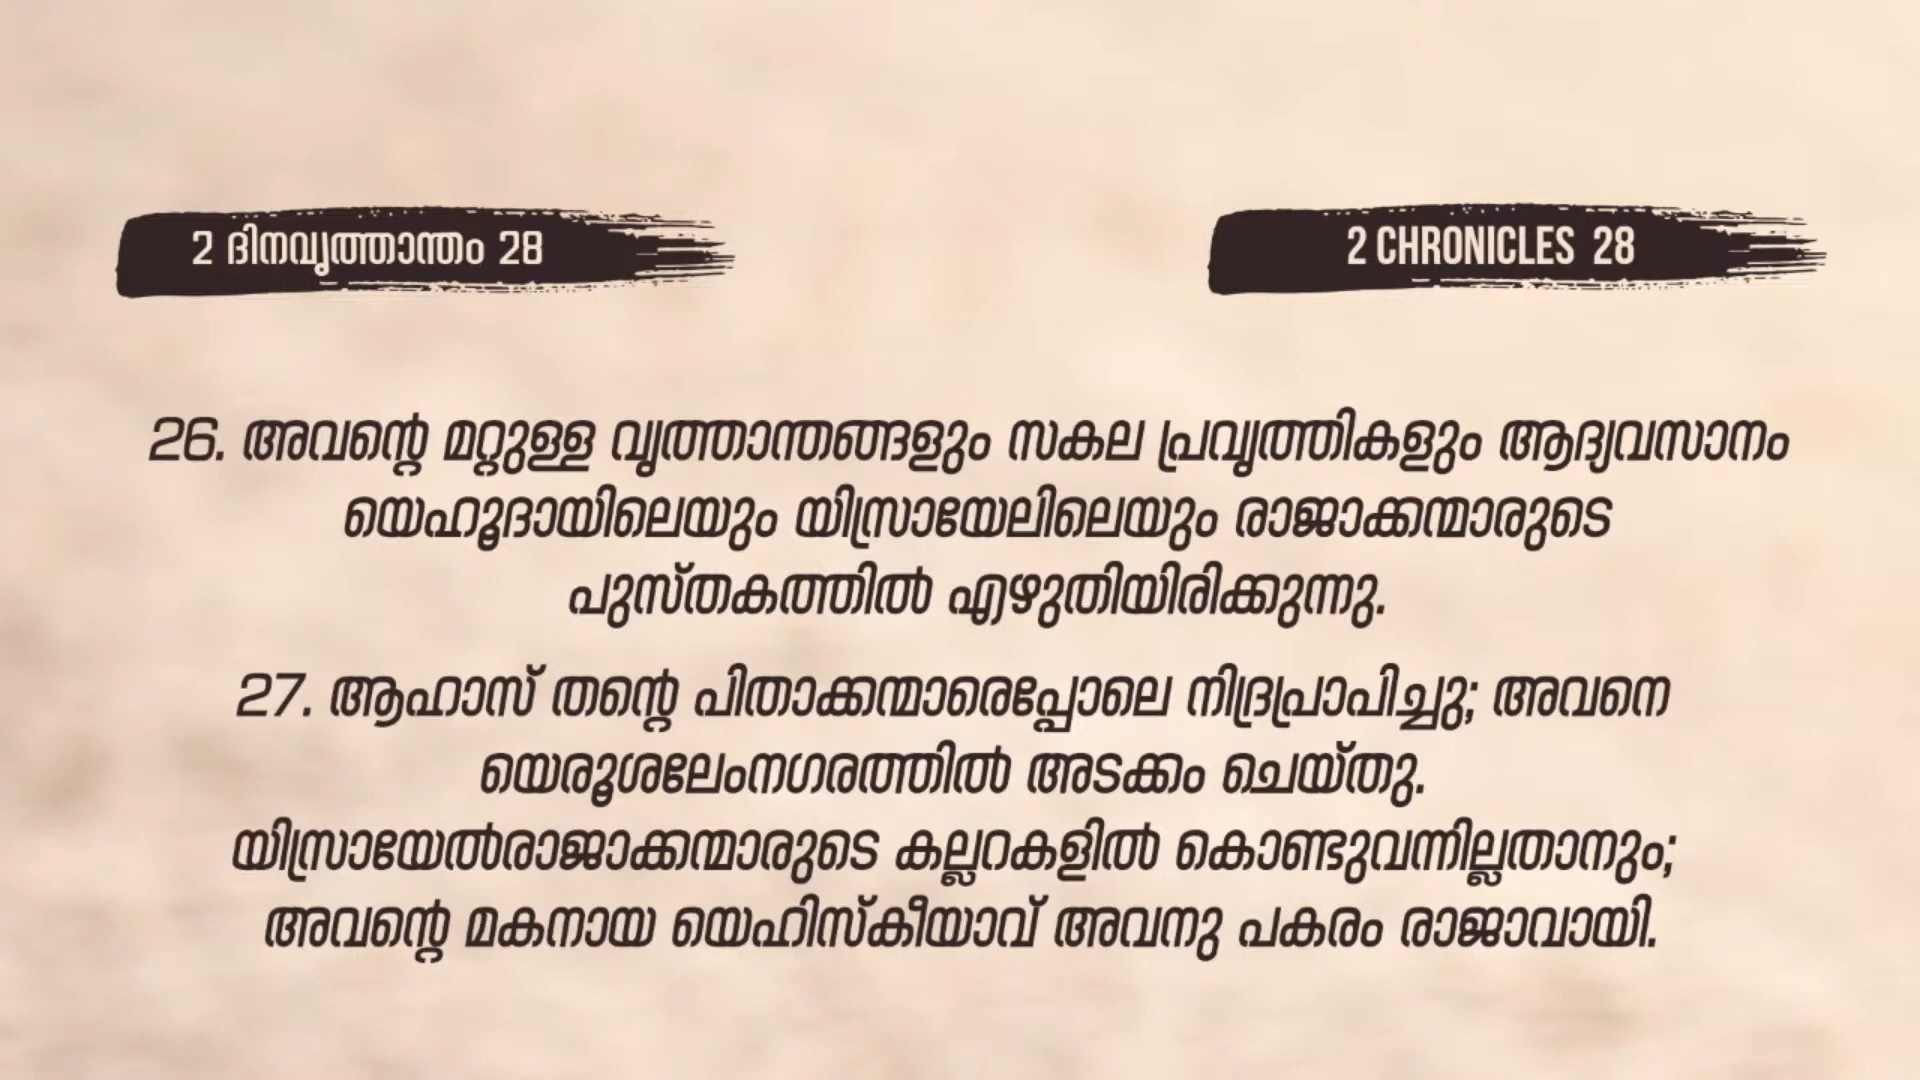 2 ദിനവൃത്താന്തം 28
2 CHRONICLES 28
26. അവന്റെ മറ്റുള്ള വൃത്താന്തങ്ങളും സകല പ്രവൃത്തികളും ആദ്യവസാനം
യെഹൂദായിലെയും യിസ്രായേലിലെയും രാജാക്കന്മാരുടെ
പുസ്തകത്തിൽ എഴുതിയിരിക്കുന്നു.
27. ആഹാസ് തന്റെ പിതാക്കന്മാരെപ്പോലെ നിദ്രപ്രാപിച്ചു; അവനെ
യെരൂശലേംനഗരത്തിൽ അടക്കം ചെയ്തു.
യിസ്രായേൽരാജാക്കന്മാരുടെ കല്ലറകളിൽ കൊണ്ടുവന്നില്ലതാനും;
അവന്റെ മകനായ യെഹിസ്കീയാവ് അവനു പകരം രാജാവായി.